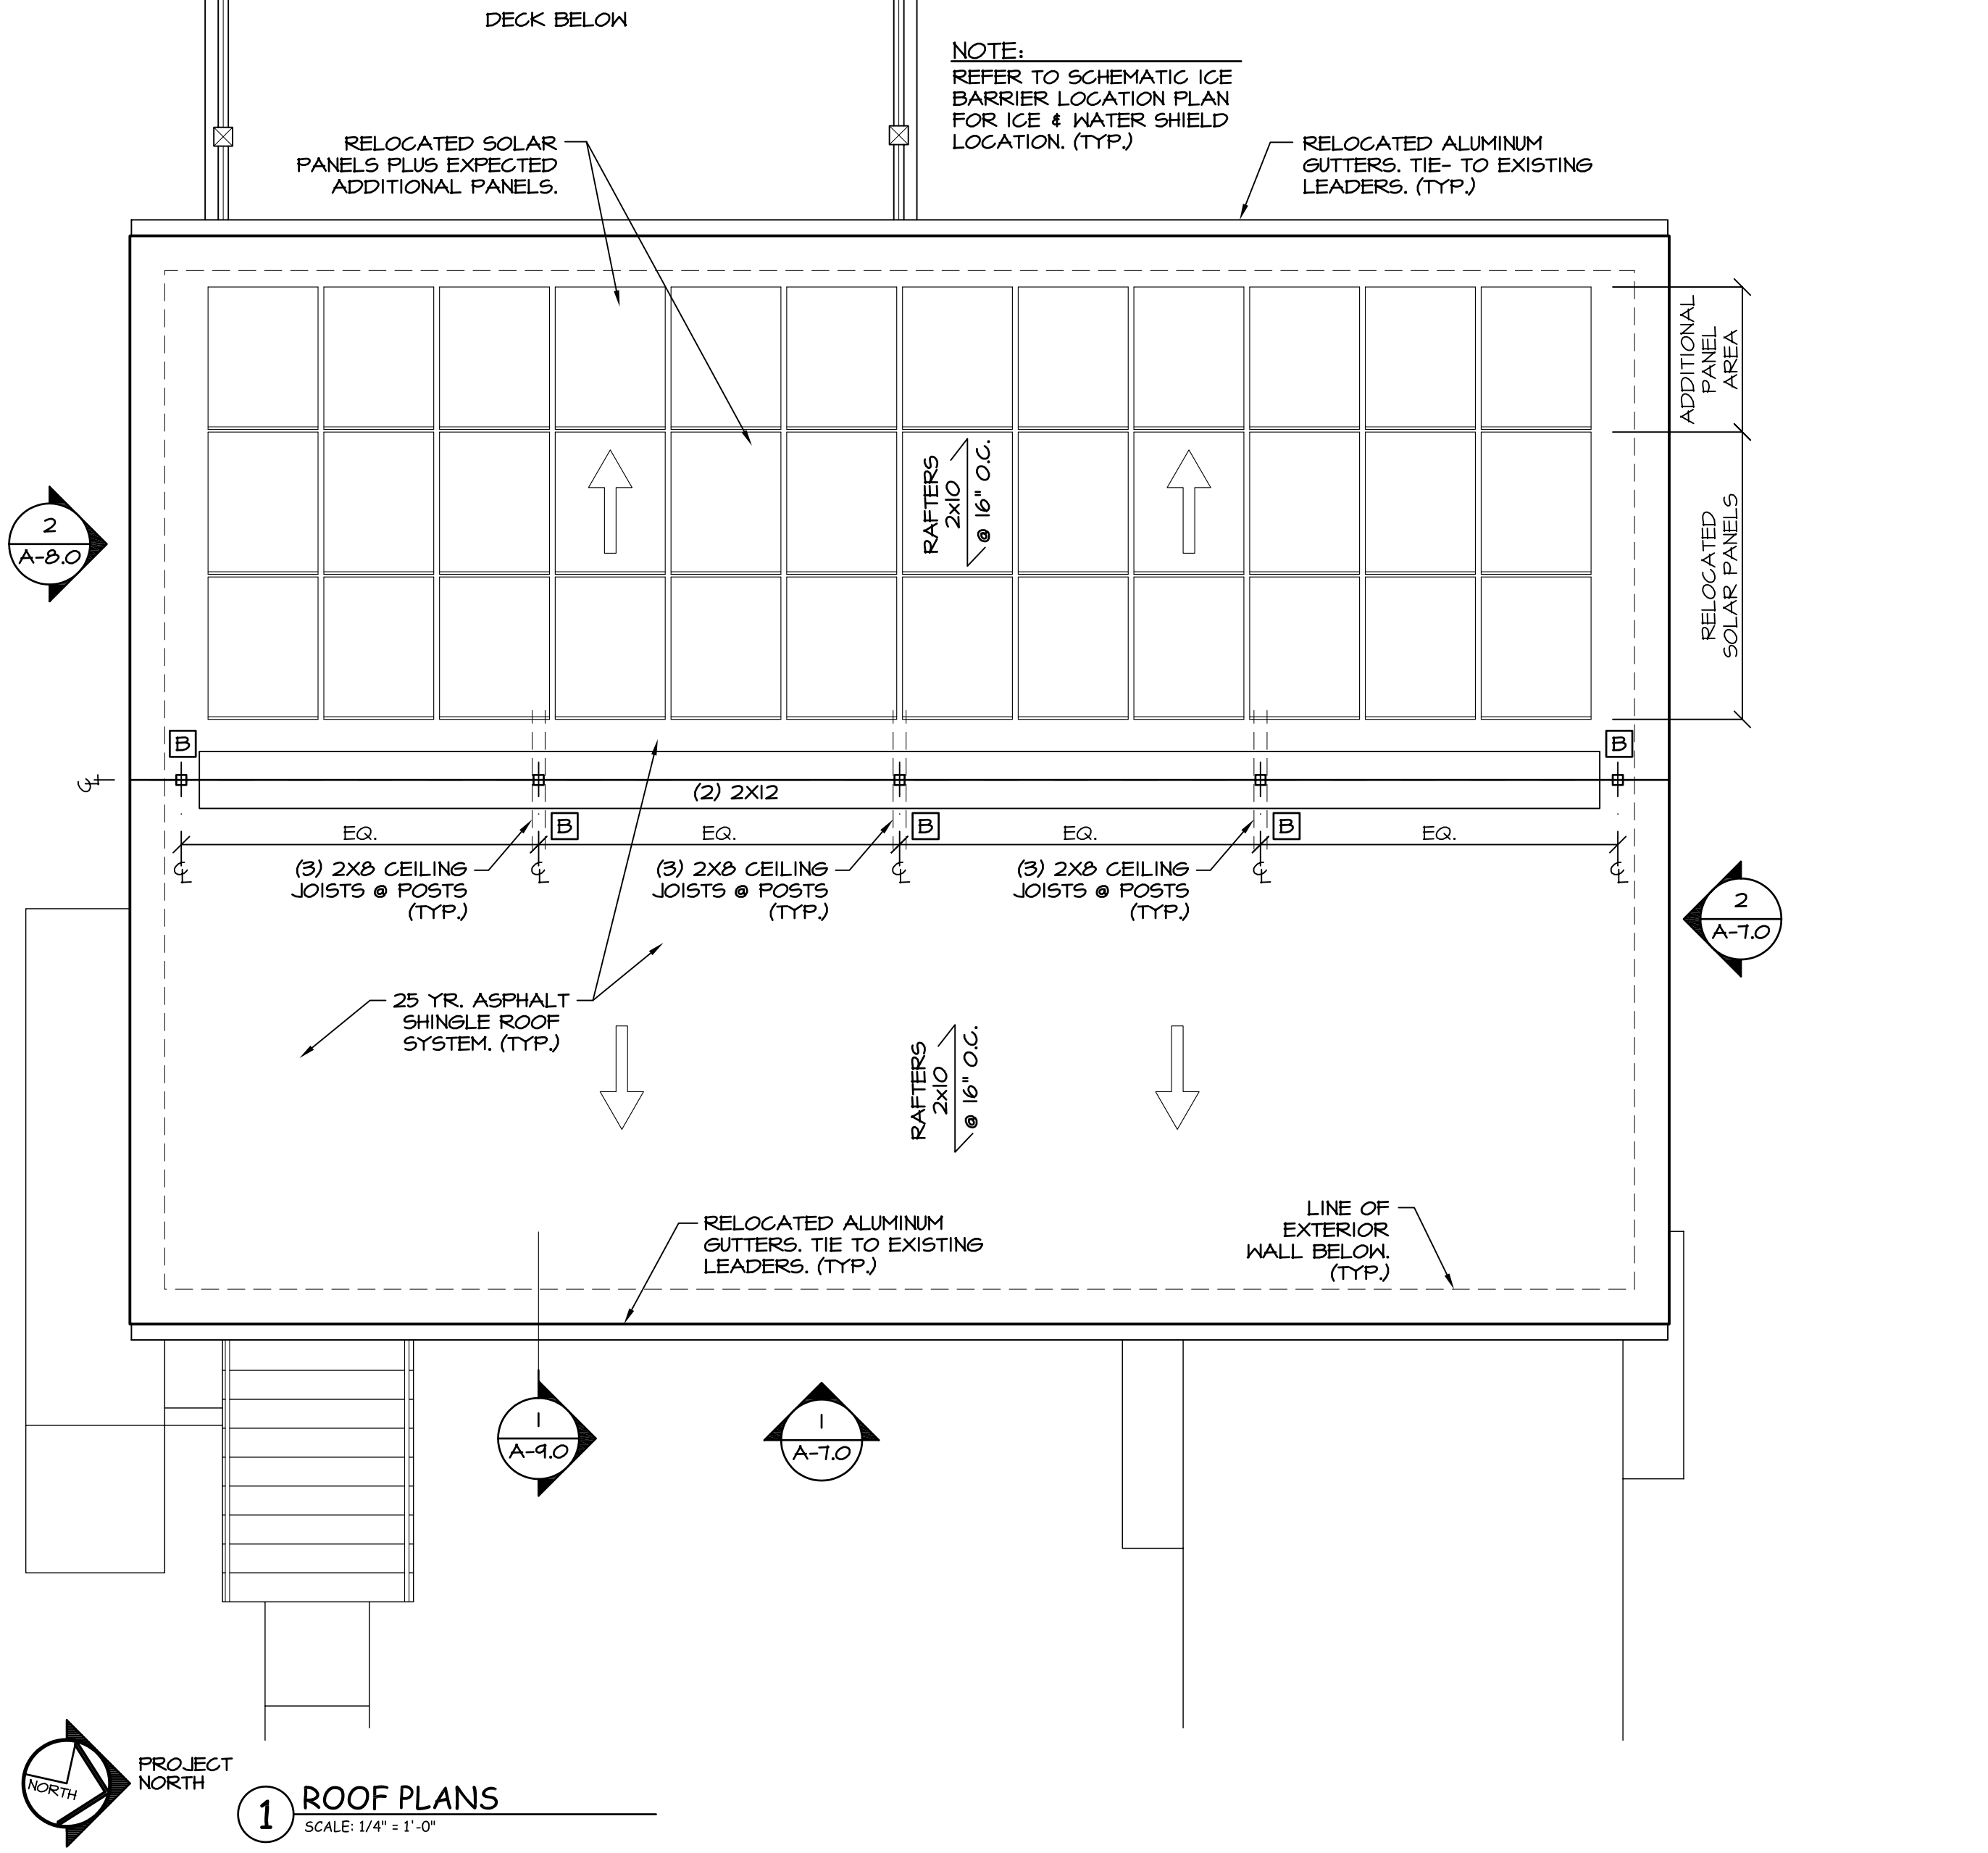 DECK BELOW
NOTE:
REFER TO SCHEMATIC ICE
BARRIER LOCATION PLAN
FOR ICE & WATER SHIELD
LOCATION. (TYP.)
RELOCATED SOLAR
PANELS PLUS EXPECTED
ADDITIONAL PANELS.
RELOCATED ALUMINUM
GUTTERS. TIE- TO EXISTING
LEADERS. (TYP.)
ADDITIONAL
PANEL
AREA
RAFTERS
2x10
@ 16" O.C.
2
A-8.0
RELOCATED
SOLAR PANELS
B
B
℄
(2) 2X12
B
B
B
EQ.
EQ.
EQ.
EQ.
℄
℄
℄
℄
℄
(3) 2X8 CEILING
JOISTS @ POSTS
(TYP.)
(3) 2X8 CEILING
JOISTS @ POSTS
(TYP.)
(3) 2X8 CEILING
JOISTS @ POSTS
(TYP.)
2
A-7.0
25 YR. ASPHALT
SHINGLE ROOF
SYSTEM. (TYP.)
RAFTERS
2x10
@ 16" O.C.
RELOCATED ALUMINUM
GUTTERS. TIE TO EXISTING
LEADERS. (TYP.)
LINE OF
EXTERIOR
WALL BELOW.
(TYP.)
1
A-9.0
1
A-7.0
NORTH
PROJECT
NORTH
1
ROOF PLANS
SCALE: 1/4" = 1'-0"